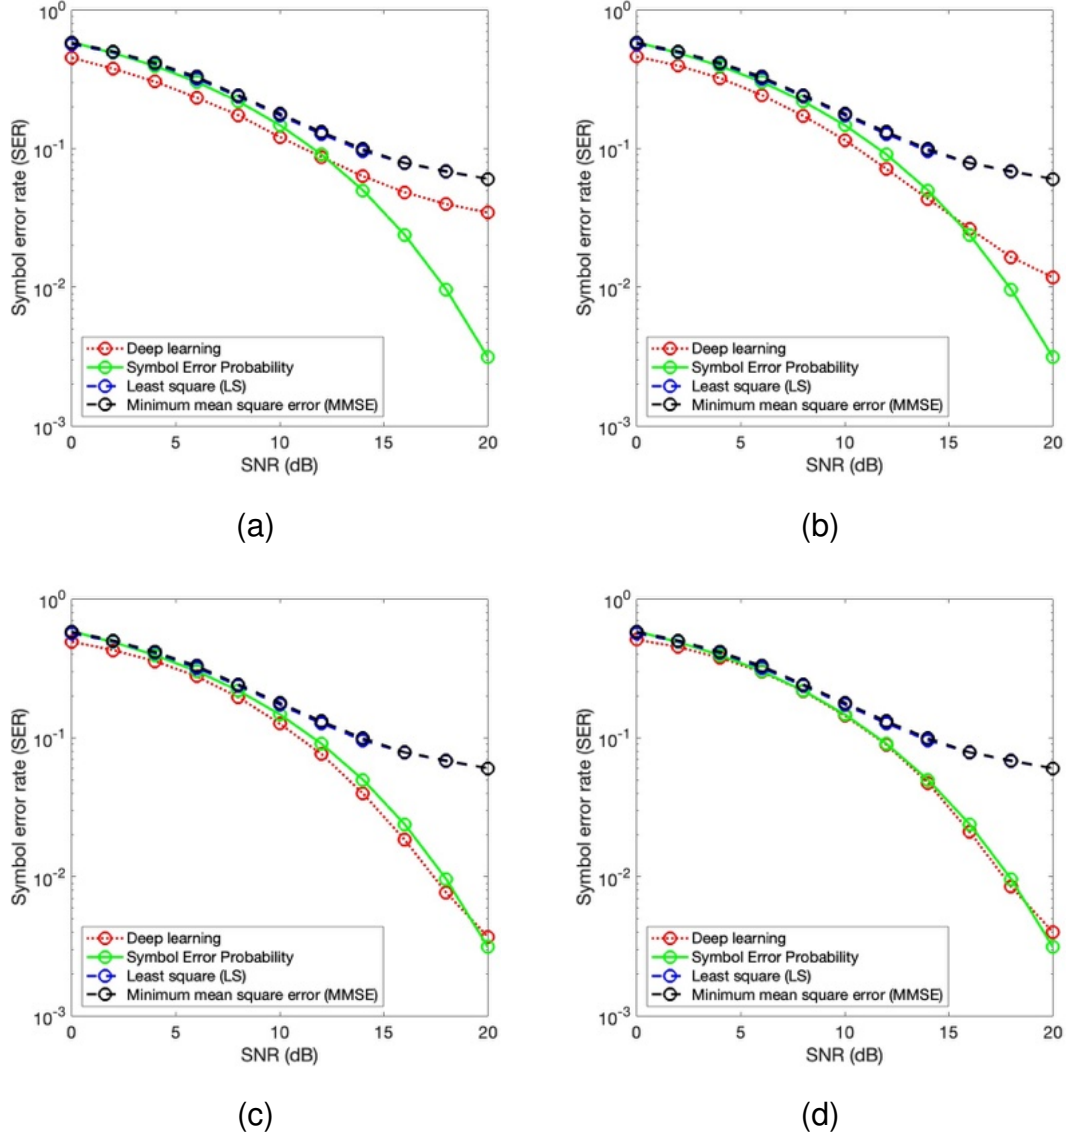 10^0
10^-1
10^-2
10^-3
Symbol error rate (SER)
Deep learning
Symbol Error Probability
Least square (LS)
Minimum mean square error (MMSE)
0 5 10 15 20
SNR (dB)
(a)
10^0
10^-1
10^-2
10^-3
Symbol error rate (SER)
Deep learning
Symbol Error Probability
Least square (LS)
Minimum mean square error (MMSE)
0 5 10 15 20
SNR (dB)
(b)
10^0
10^-1
10^-2
10^-3
Symbol error rate (SER)
Deep learning
Symbol Error Probability
Least square (LS)
Minimum mean square error (MMSE)
0 5 10 15 20
SNR (dB)
(c)
10^0
10^-1
10^-2
10^-3
Symbol error rate (SER)
Deep learning
Symbol Error Probability
Least square (LS)
Minimum mean square error (MMSE)
0 5 10 15 20
SNR (dB)
(d)